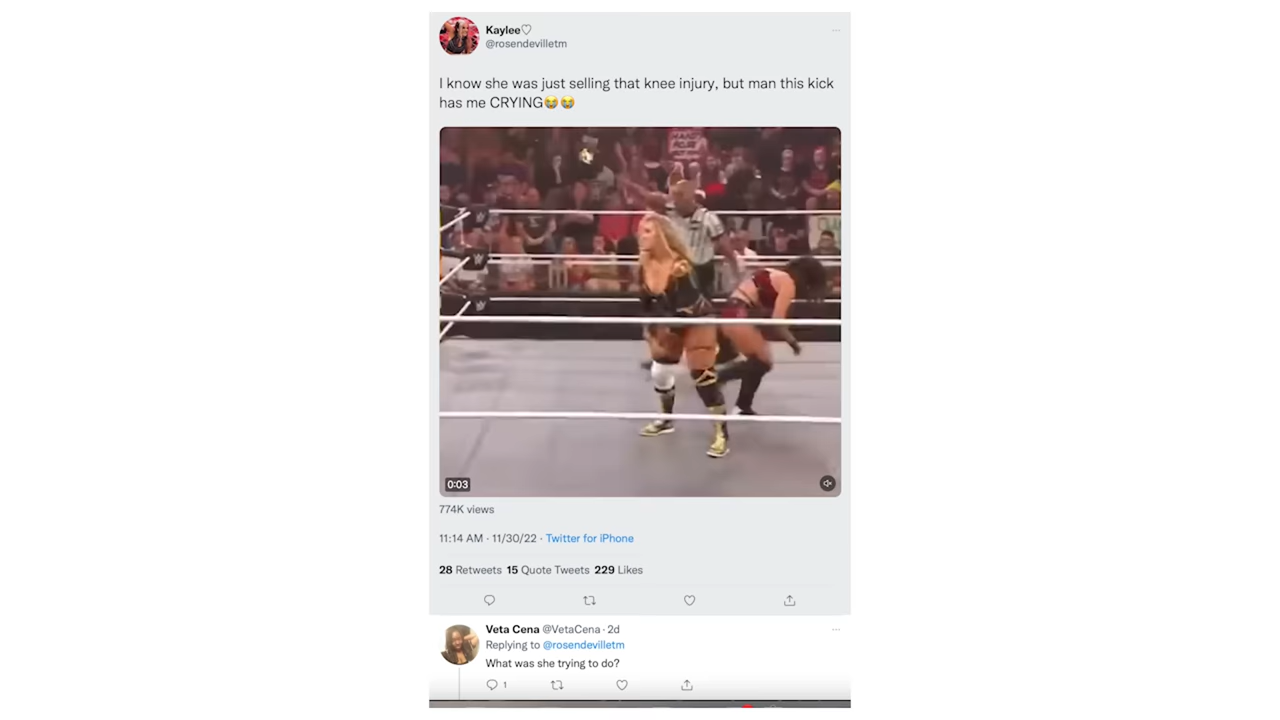 Kaylee♡
@rosendevilletm
I know she was just selling that knee injury, but man this kick
has me CRYING😭😭
0:03
774K views
11:14 AM · 11/30/22 · Twitter for iPhone
28 Retweets 15 Quote Tweets 229 Likes
Veta Cena @VetaCena · 2d
Replying to @rosendevilletm
What was she trying to do?
1